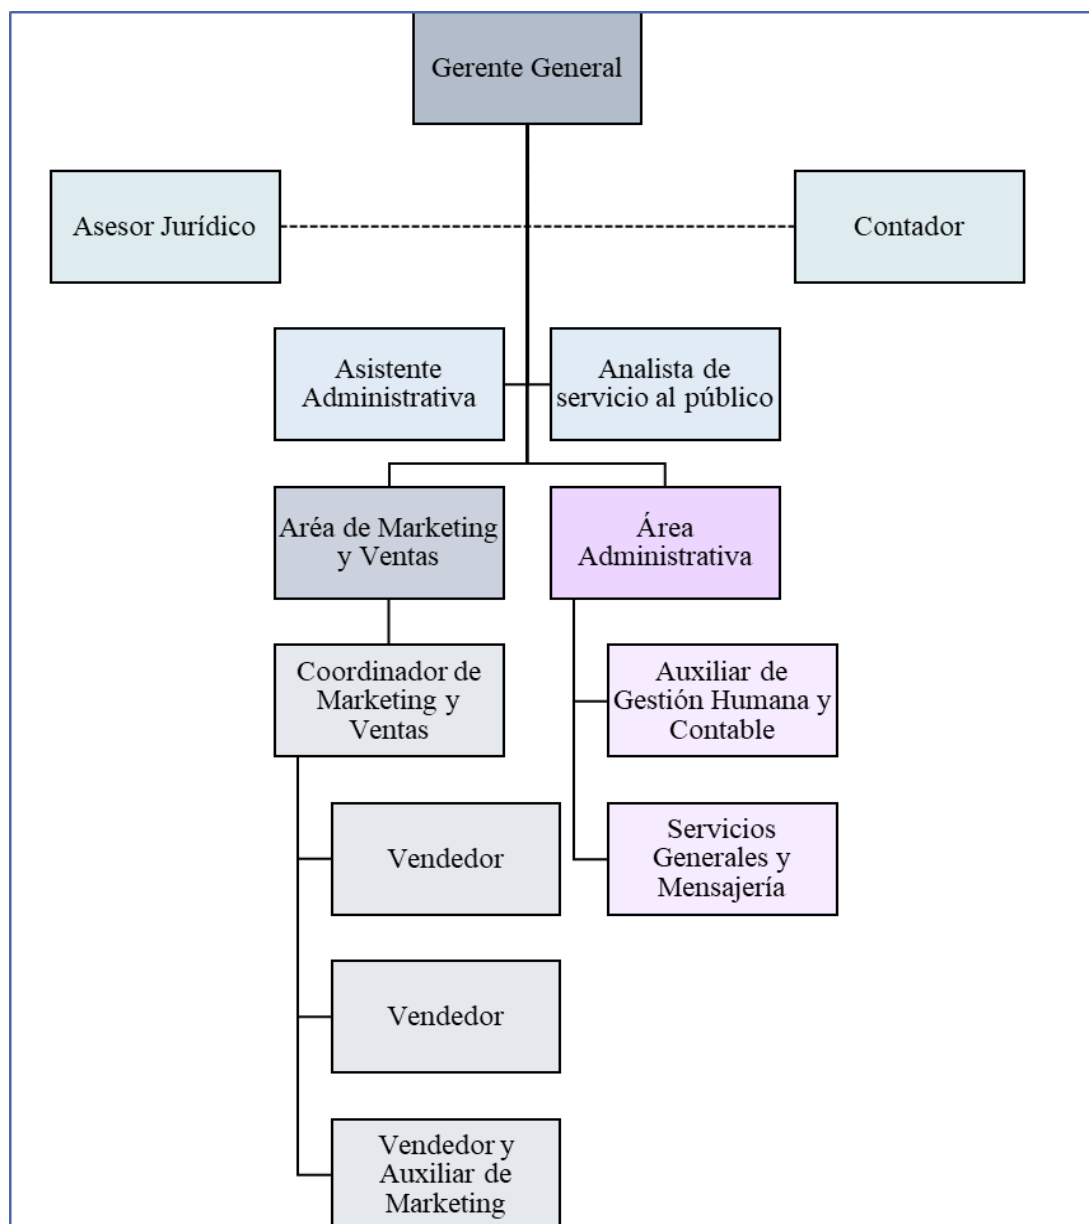 Gerente General
Asesor Jurídico
Contador
Asistente
Administrativa
Analista de
servicio al público
Aréa de Marketing
y Ventas
Área
Administrativa
Coordinador de
Marketing y
Ventas
Auxiliar de
Gestión Humana y
Contable
Vendedor
Servicios
Generales y
Mensajería
Vendedor
Vendedor y
Auxiliar de
Marketing